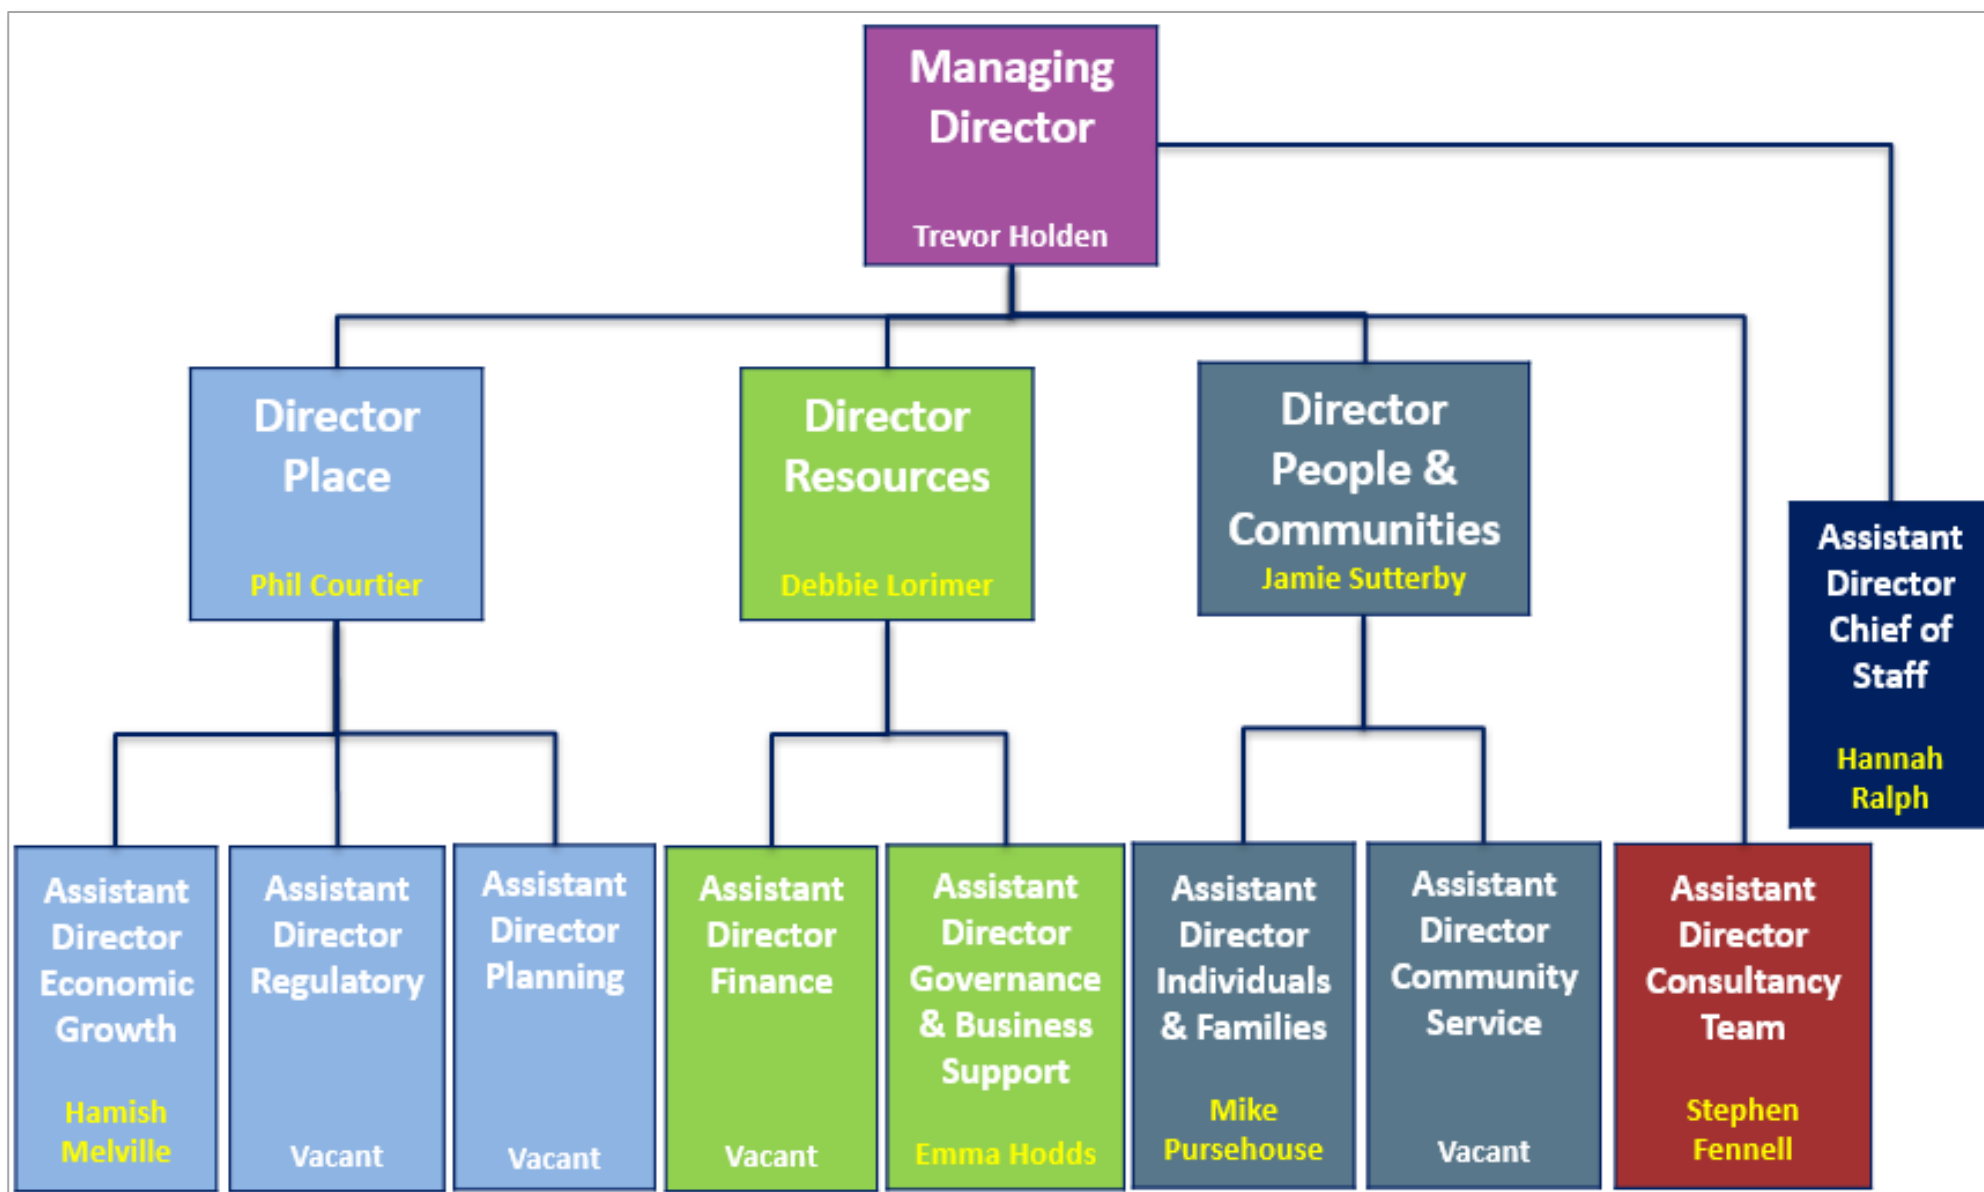 Managing
Director
Trevor Holden
Director
Place
Phil Courtier
Director
Resources
Debbie Lorimer
Director
People &
Communities
Jamie Sutterby
Assistant
Director
Chief of
Staff
Hannah
Ralph
Assistant
Director
Economic
Growth
Hamish
Melville
Assistant
Director
Regulatory
Vacant
Assistant
Director
Planning
Vacant
Assistant
Director
Finance
Vacant
Assistant
Director
Governance
& Business
Support
Emma Hodds
Assistant
Director
Individuals
& Families
Mike
Pursehouse
Assistant
Director
Community
Service
Vacant
Assistant
Director
Consultancy
Team
Stephen
Fennell